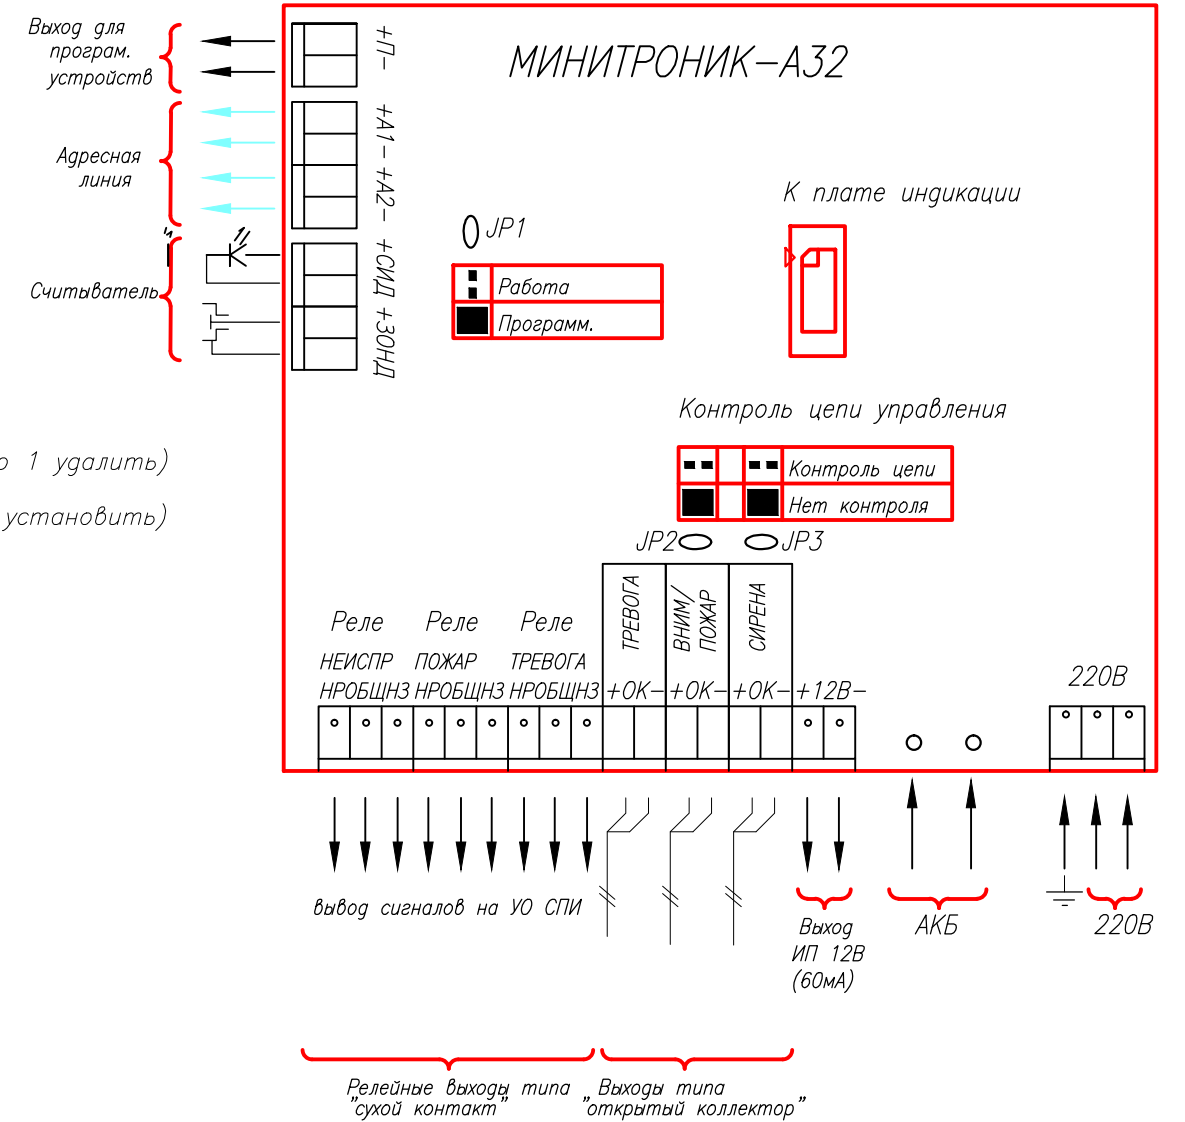 Выход для
програм.
устройств
+П-
МИНИТРОНИК-А32
+А1-+А2-
Адресная
линия
К плате индикации
JP1
+СИД +ЗОНД
Считыватель
Работа
Программ.
Контроль цепи управления
1 удалить)
Контроль цепи
установить)
Нет контроля
JP2
JP3
ТРЕВОГА
ВНИМ/
ПОЖАР
СИРЕНА
Реле Реле Реле
НЕИСПР ПОЖАР ТРЕВОГА
НРОБЩНЗ НРОБЩНЗ НРОБЩНЗ +ОК- +ОК- +ОК- +12В-
220В
вывод сигналов на УО СПИ
Выход
ИП 12В
(60мА)
АКБ
220В
Релейные выходы типа
"сухой контакт"
Выходы типа
"открытый коллектор"